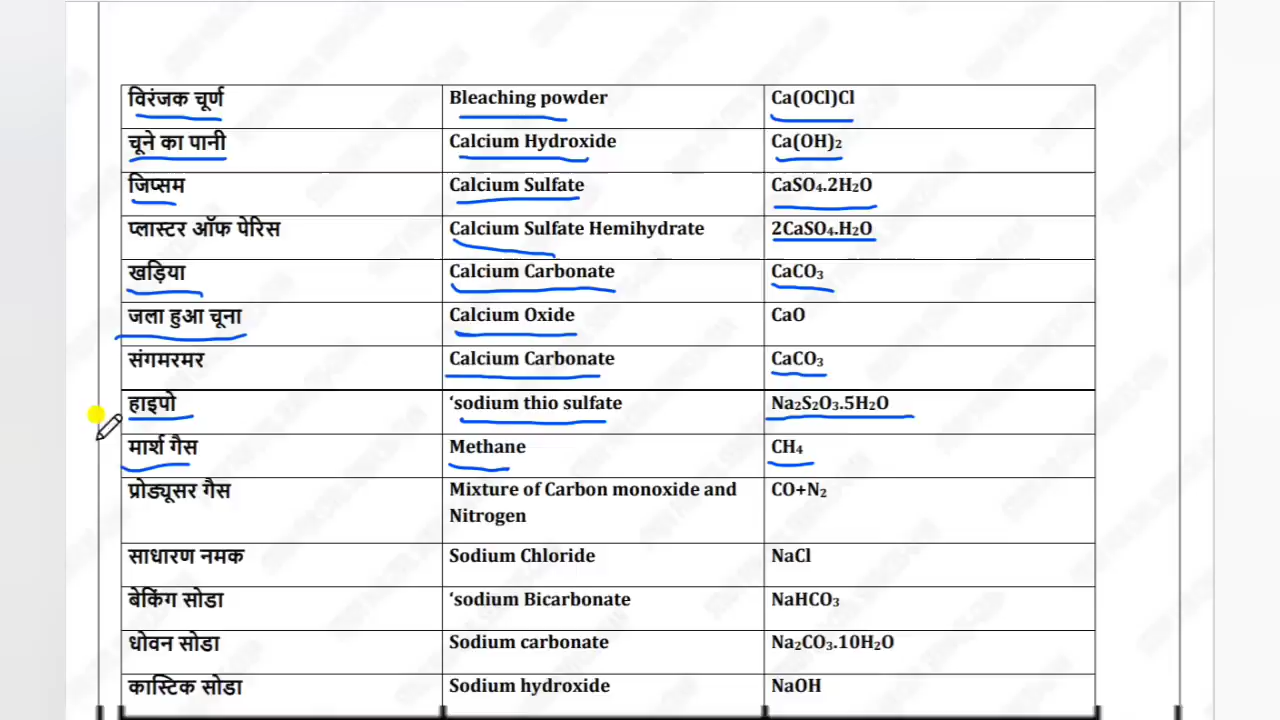 विरंजक चूर्ण Bleaching powder Ca(OCl)Cl
चूने का पानी Calcium Hydroxide Ca(OH)₂
जिप्सम Calcium Sulfate CaSO₄.2H₂O
प्लास्टर ऑफ पेरिस Calcium Sulfate Hemihydrate 2CaSO₄.H₂O
खड़िया Calcium Carbonate CaCO₃
जला हुआ चूना Calcium Oxide CaO
संगमरमर Calcium Carbonate CaCO₃
हाइपो ‘sodium thio sulfate Na₂S₂O₃.5H₂O
मार्श गैस Methane CH₄
प्रोड्यूसर गैस Mixture of Carbon monoxide and CO+N₂
Nitrogen
साधारण नमक Sodium Chloride NaCl
बेकिंग सोडा ‘sodium Bicarbonate NaHCO₃
धोवन सोडा Sodium carbonate Na₂CO₃.10H₂O
कास्टिक सोडा Sodium hydroxide NaOH